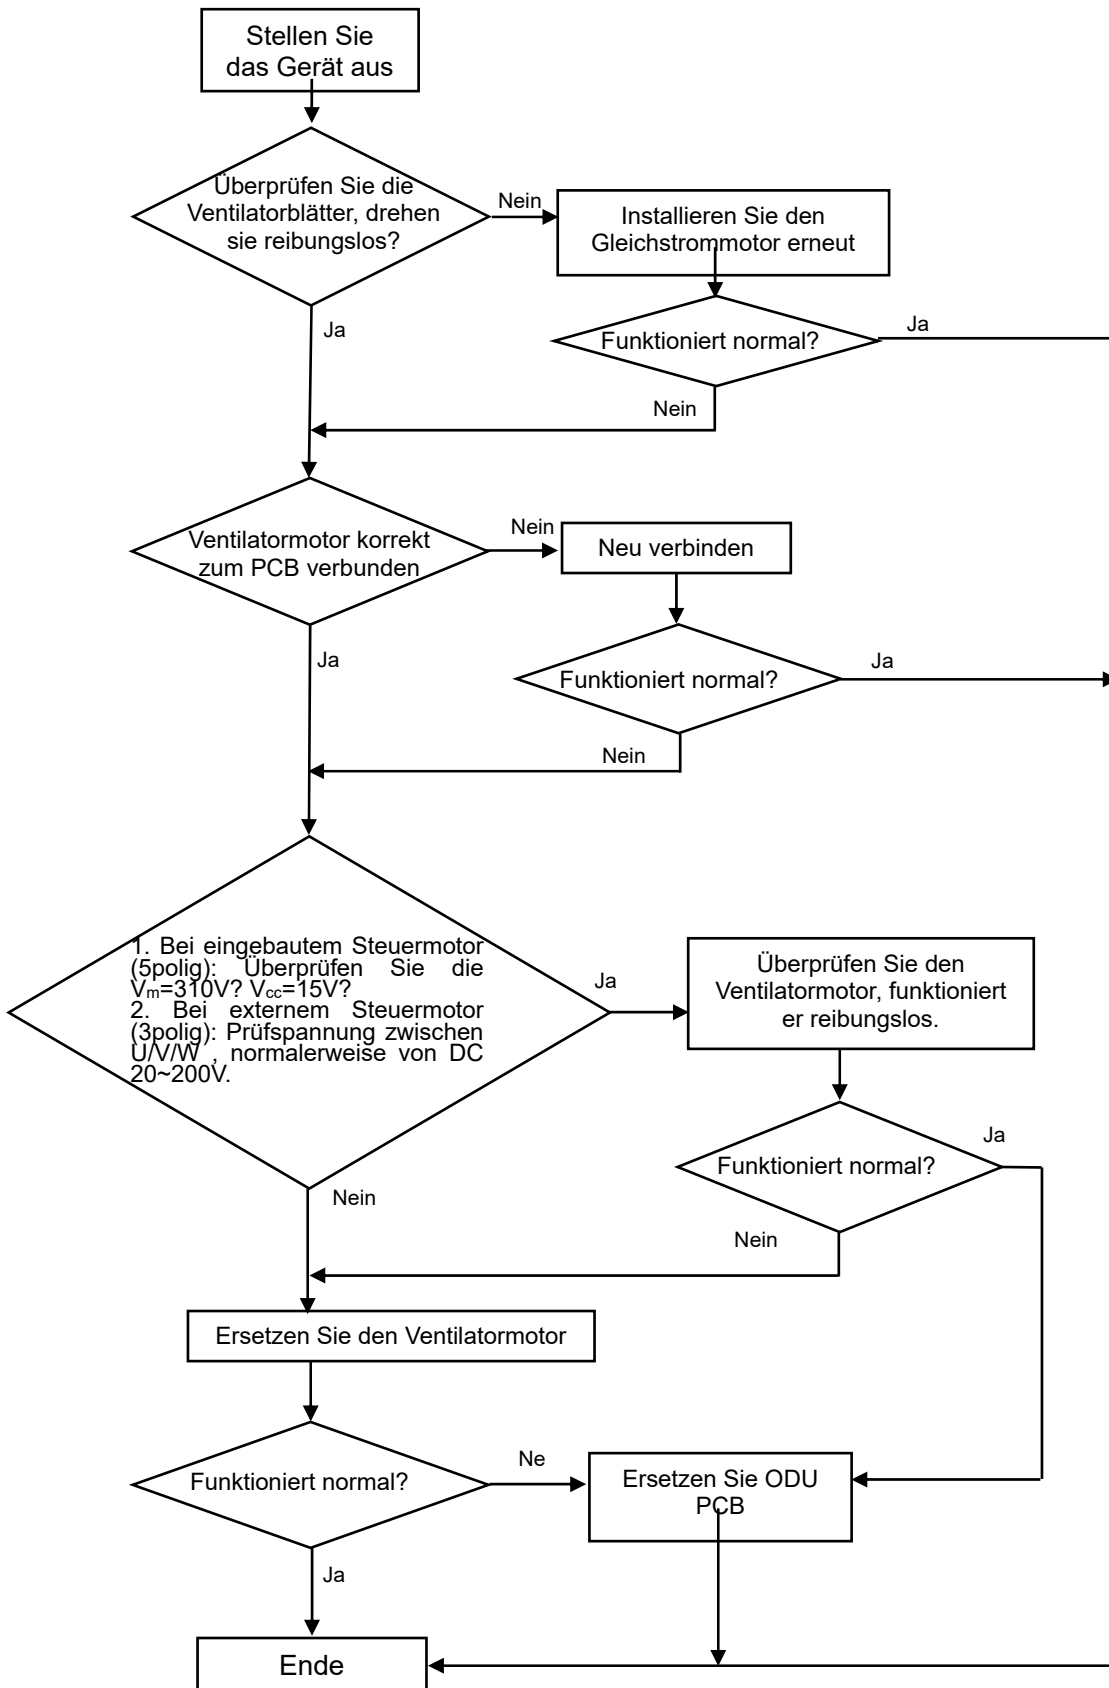 Stellen Sie
das Gerät aus
Überprüfen Sie die
Ventilatorblätter, drehen
sie reibungslos?
Nein
Installieren Sie den
Gleichstrommotor erneut
Ja
Funktioniert normal?
Ja
Nein
Ventilatormotor korrekt
zum PCB verbunden
Nein
Neu verbinden
Ja
Funktioniert normal?
Ja
Nein
1. Bei eingebautem Steuermotor
(5polig): Überprüfen Sie die
Vm=310V? Vcc=15V?
2. Bei externem Steuermotor
(3polig): Prüfspannung zwischen
U/V/W , normalerweise von DC
20~200V.
Ja
Überprüfen Sie den
Ventilatormotor, funktioniert
er reibungslos.
Funktioniert normal?
Ja
Nein
Nein
Ersetzen Sie den Ventilatormotor
Funktioniert normal?
Ne
Ersetzen Sie ODU
PCB
Ja
Ende